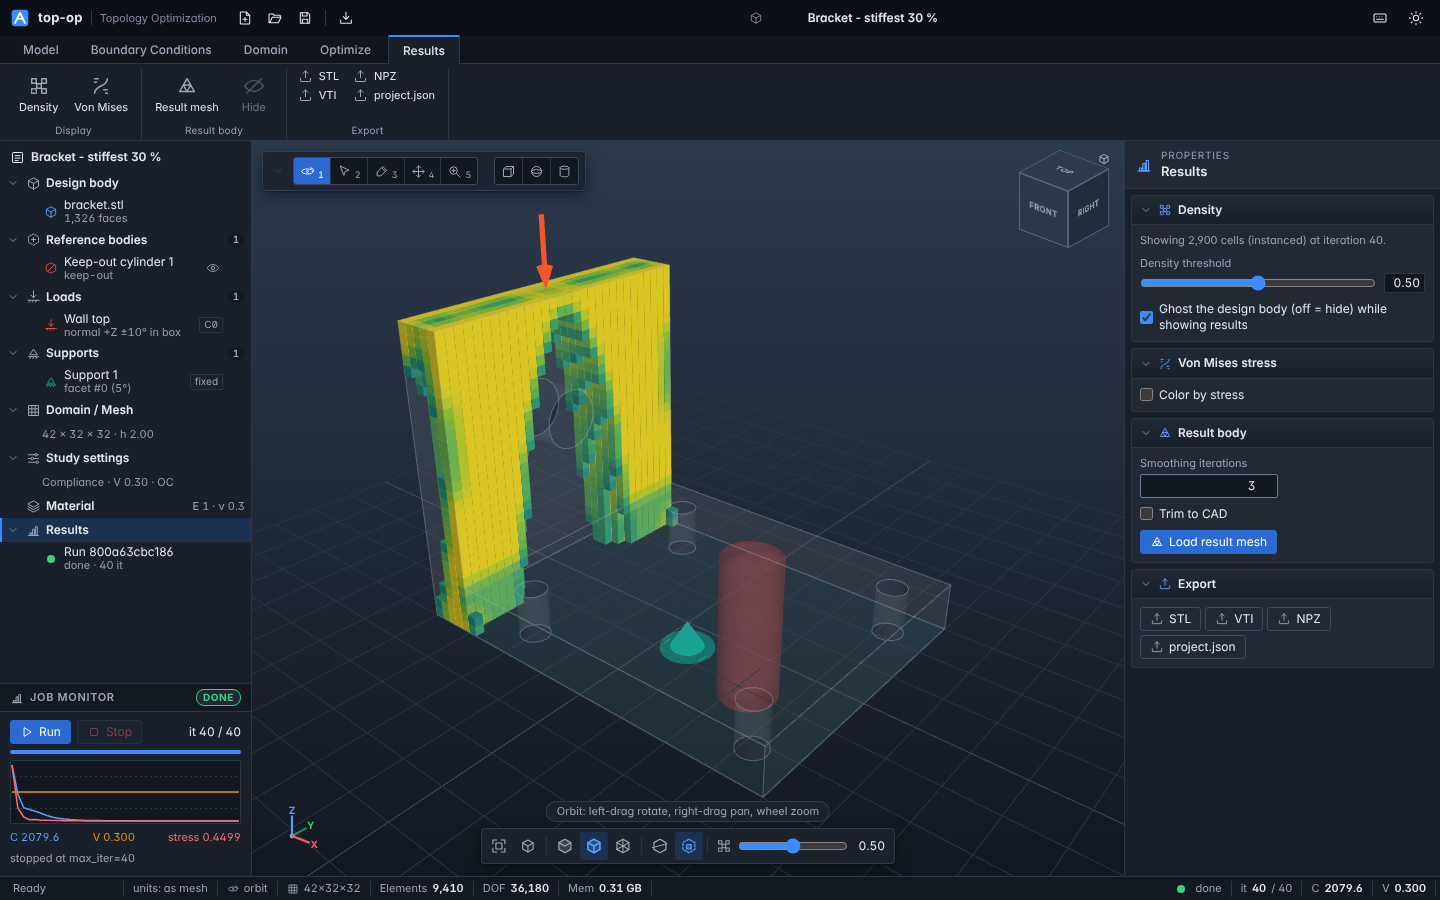 top-op
Topology Optimization
Bracket - stiffest 30 %
Model
Boundary Conditions
Domain
Optimize
Results
Density
Von Mises
Display
Result mesh
Hide
Result body
STL
NPZ
VTI
project.json
Export
Bracket - stiffest 30 %
Design body
bracket.stl
1,326 faces
Reference bodies
1
Keep-out cylinder 1
keep-out
Loads
1
Wall top
normal +Z ±10° in box
C0
Supports
1
Support 1
facet #0 (5°)
fixed
Domain / Mesh
42 × 32 × 32 · h 2.00
Study settings
Compliance · V 0.30 · OC
Material
E 1 · ν 0.3
Results
Run 800a63cbc186
done · 40 it
JOB MONITOR
DONE
Run
Stop
it 40 / 40
C 2079.6
V 0.300
stress 0.4499
stopped at max_iter=40
1
2
3
4
5
TOP
FRONT
RIGHT
Z
Y
X
Orbit: left-drag rotate, right-drag pan, wheel zoom
0.50
PROPERTIES
Results
Density
Showing 2,900 cells (instanced) at iteration 40.
Density threshold
0.50
Ghost the design body (off = hide) while
showing results
Von Mises stress
Color by stress
Result body
Smoothing iterations
3
Trim to CAD
Load result mesh
Export
STL
VTI
NPZ
project.json
Ready
units: as mesh
orbit
42×32×32
Elements 9,410
DOF 36,180
Mem 0.31 GB
done
it 40 / 40
C 2079.6
V 0.300